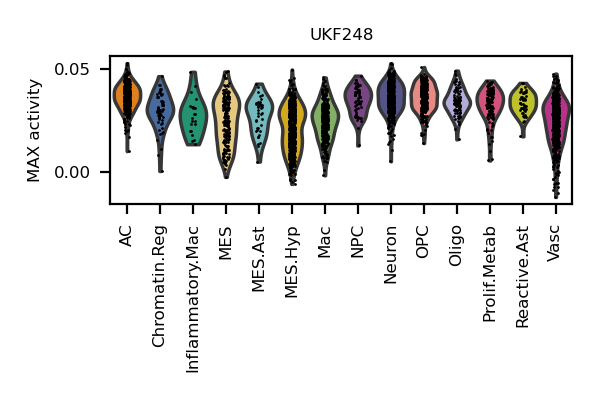 UKF248
MAX activity
0.05
0.00
AC
Chromatin.Reg
Inflammatory.Mac
MES
MES.Ast
MES.Hyp
Mac
NPC
Neuron
OPC
Oligo
Prolif.Metab
Reactive.Ast
Vasc